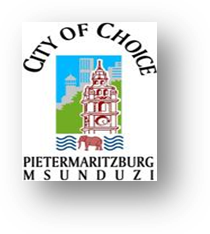 CITY OF CHOICE
PIETERMARITZBURG
MSUNDUZI